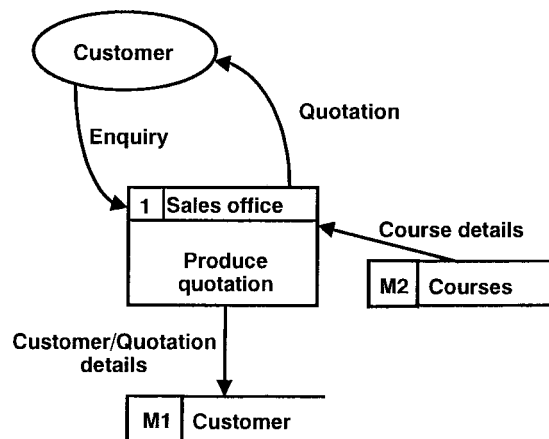 Customer
Enquiry
Quotation
1 Sales office
Produce
quotation
Course details
M2 Courses
Customer/Quotation
details
M1 Customer